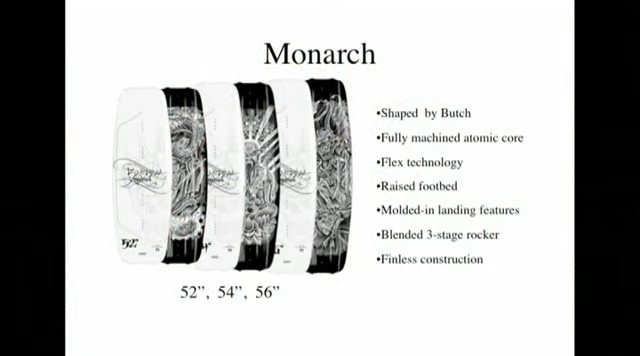 Monarch
•Shaped by Butch
•Fully machined atomic core
•Flex technology
•Raised footbed
•Molded-in landing features
•Blended 3-stage rocker
•Finless construction
52"
52”, 54”, 56”